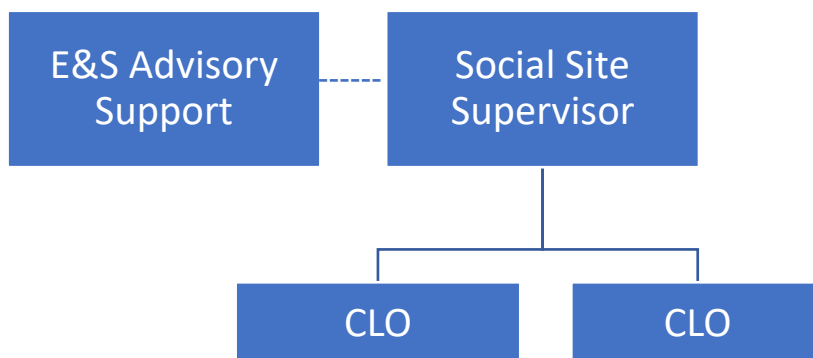 E&S Advisory
Support
Social Site
Supervisor
CLO
CLO